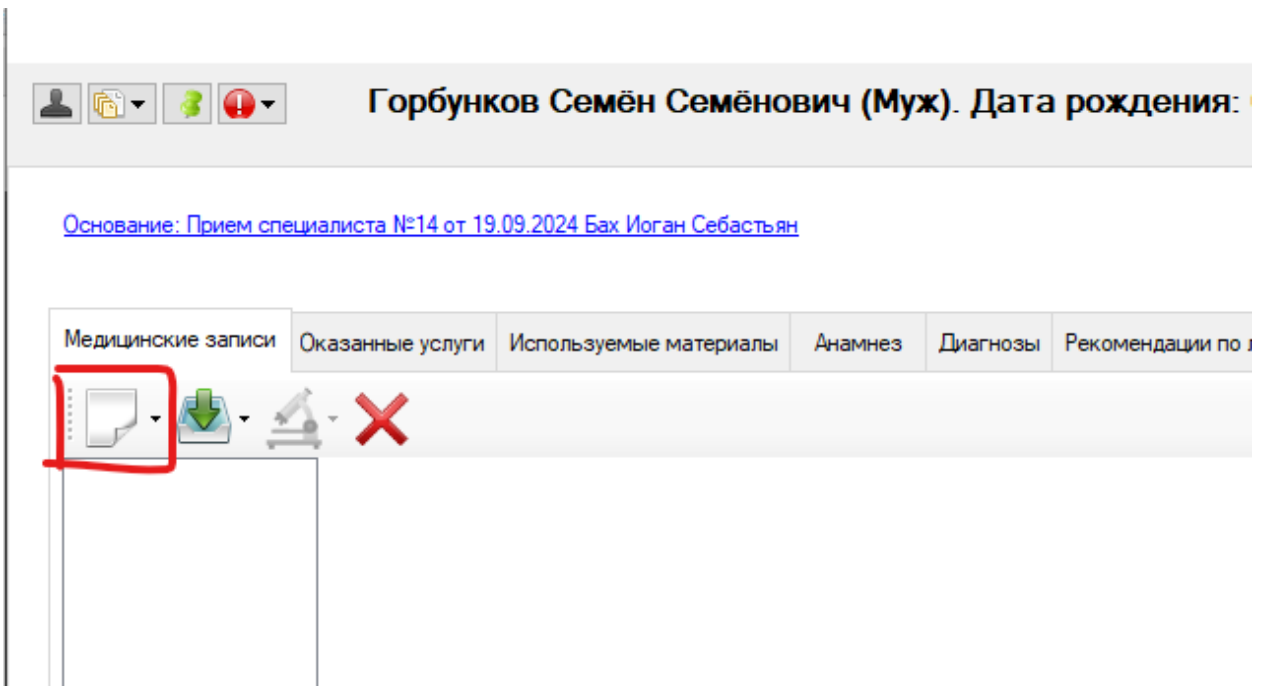 Горбунков Семён Семёнович (Муж). Дата рождения:
Основание: Прием специалиста №14 от 19.09.2024 Бах Иоган Себастьян
Медицинские записи Оказанные услуги Используемые материалы Анамнез Диагнозы Рекомендации по